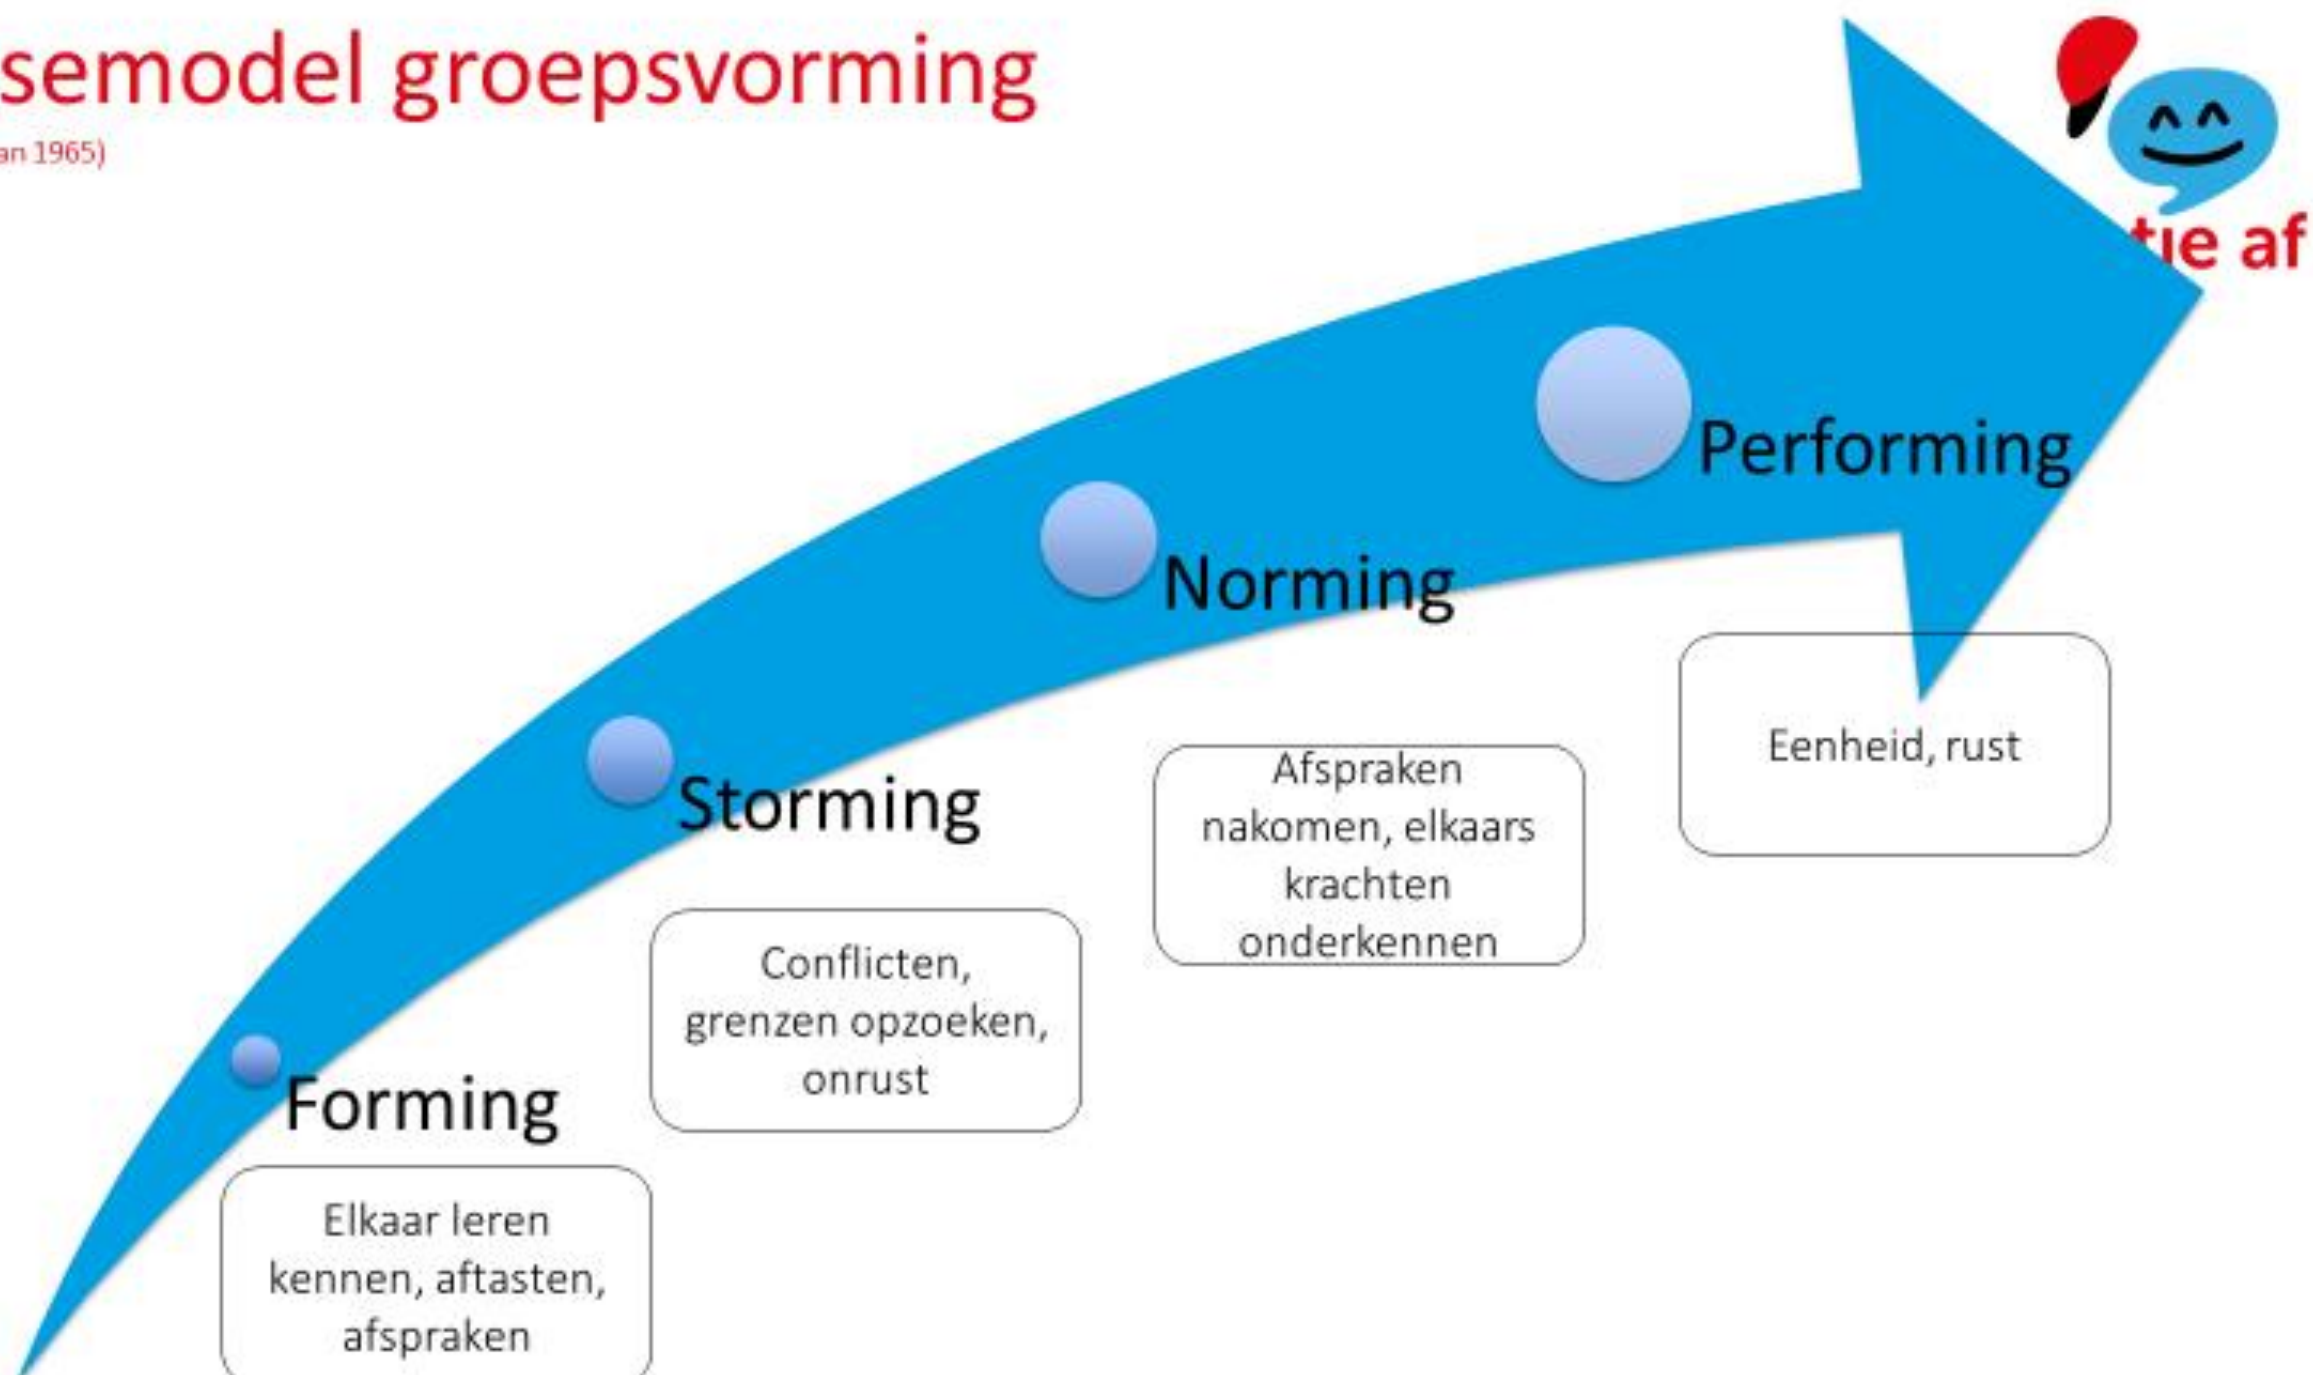 semodel groepsvorming
an 1965)
tie af
Performing
Norming
Eenheid, rust
Storming
Afspraken
nakomen, elkaars
krachten
onderkennen
Conflicten,
grenzen opzoeken,
onrust
Forming
Elkaar leren
kennen, aftasten,
afspraken